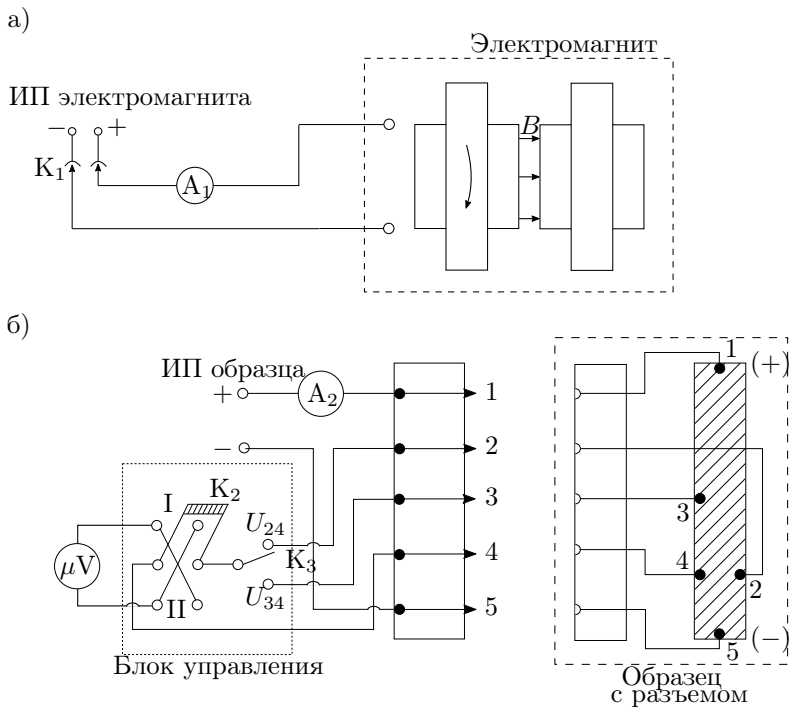 а)
Электромагнит
ИП электромагнита
− +
K₁
A₁
B
б)
ИП образца
+ A₂
−
1
2
3
4
5
I
K₂
U₂₄
K₃
μV
U₃₄
II
Блок управления
1
(+)
3
4
2
5
(−)
Образец
с разъемом